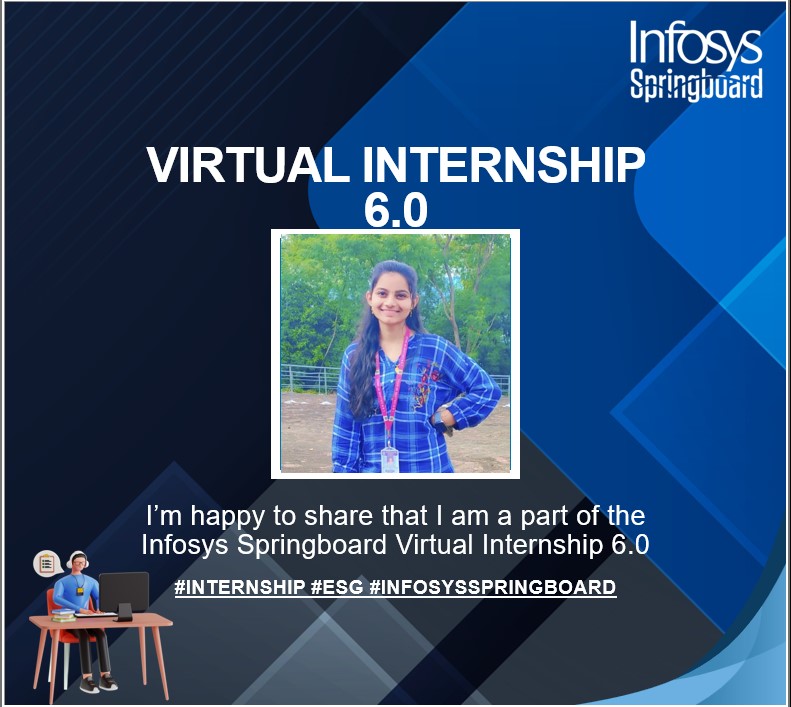 Infosys
Springboard
VIRTUAL INTERNSHIP
6.0
I’m happy to share that I am a part of the
Infosys Springboard Virtual Internship 6.0
#INTERNSHIP #ESG #INFOSYSSPRINGBOARD